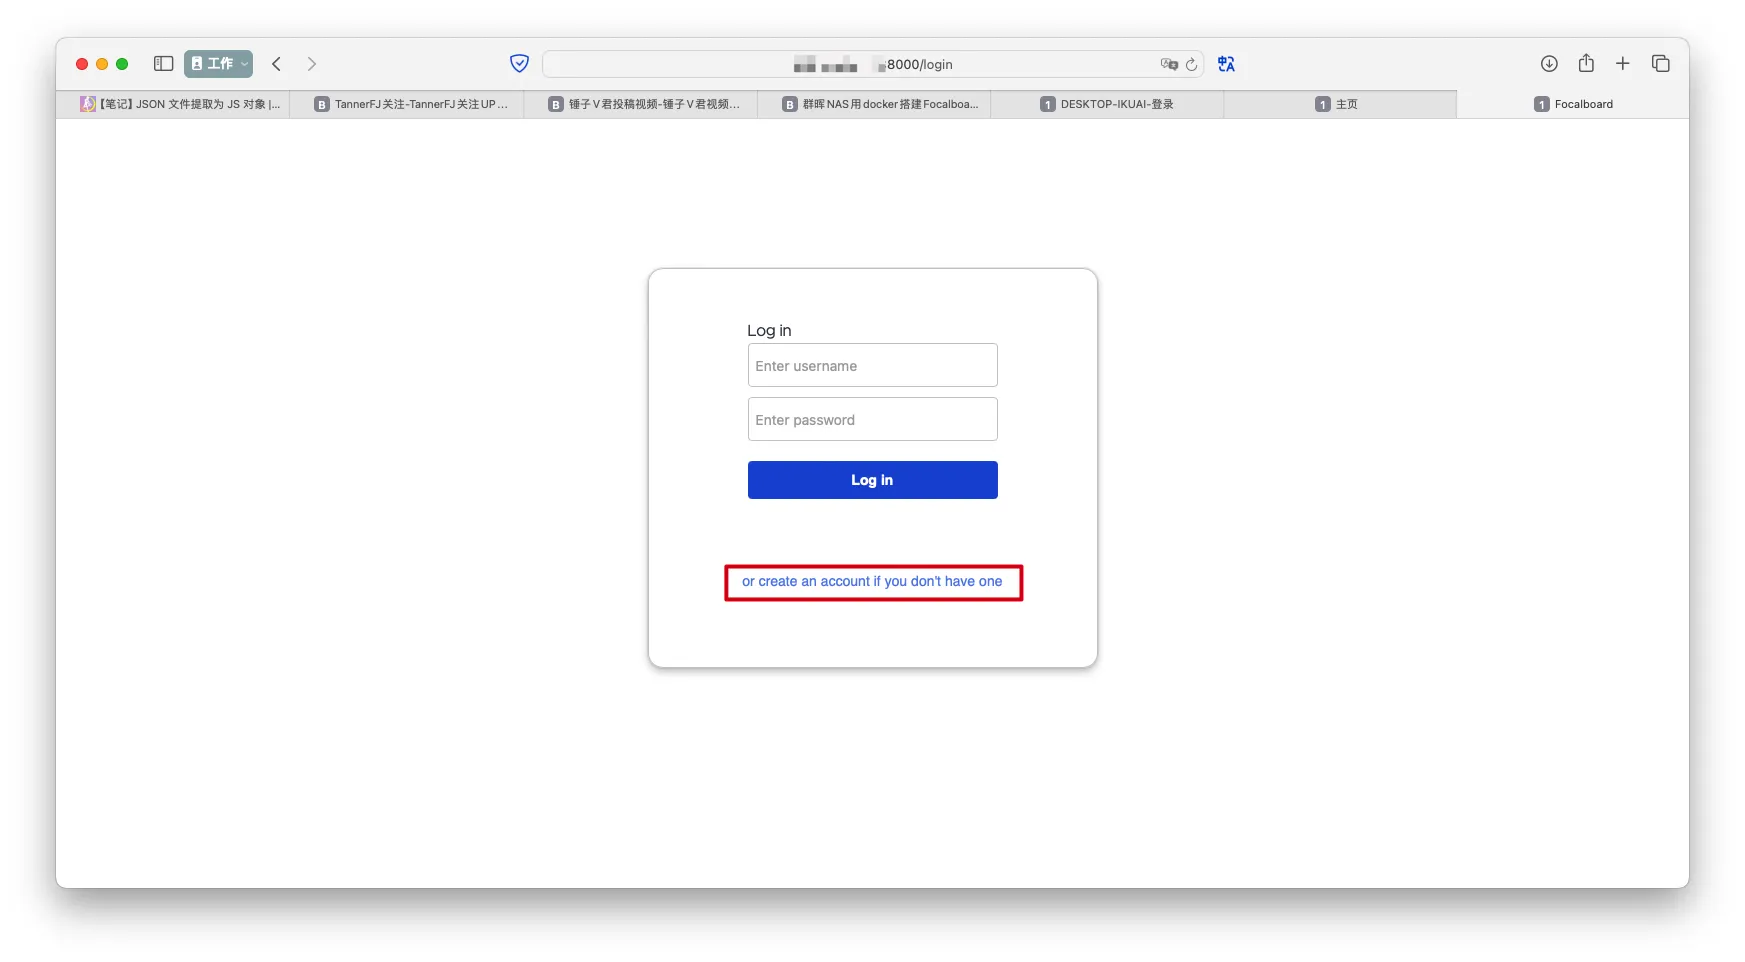 工作
:8000/login
【笔记】JSON 文件提取为 JS 对象 |...
TannerFJ关注-TannerFJ关注UP...
锤子V君投稿视频-锤子V君视频...
群晖NAS用docker搭建Focalboa...
DESKTOP-IKUAI-登录
主页
Focalboard
Log in
Enter username
Enter password
Log in
or create an account if you don't have one